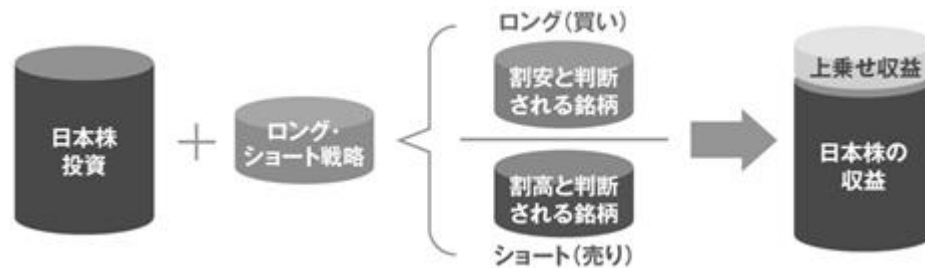 日本株
投資
ロング・
ショート戦略
ロング(買い)
割安と判断
される銘柄
割高と判断
される銘柄
ショート(売り)
上乗せ収益
日本株の
収益